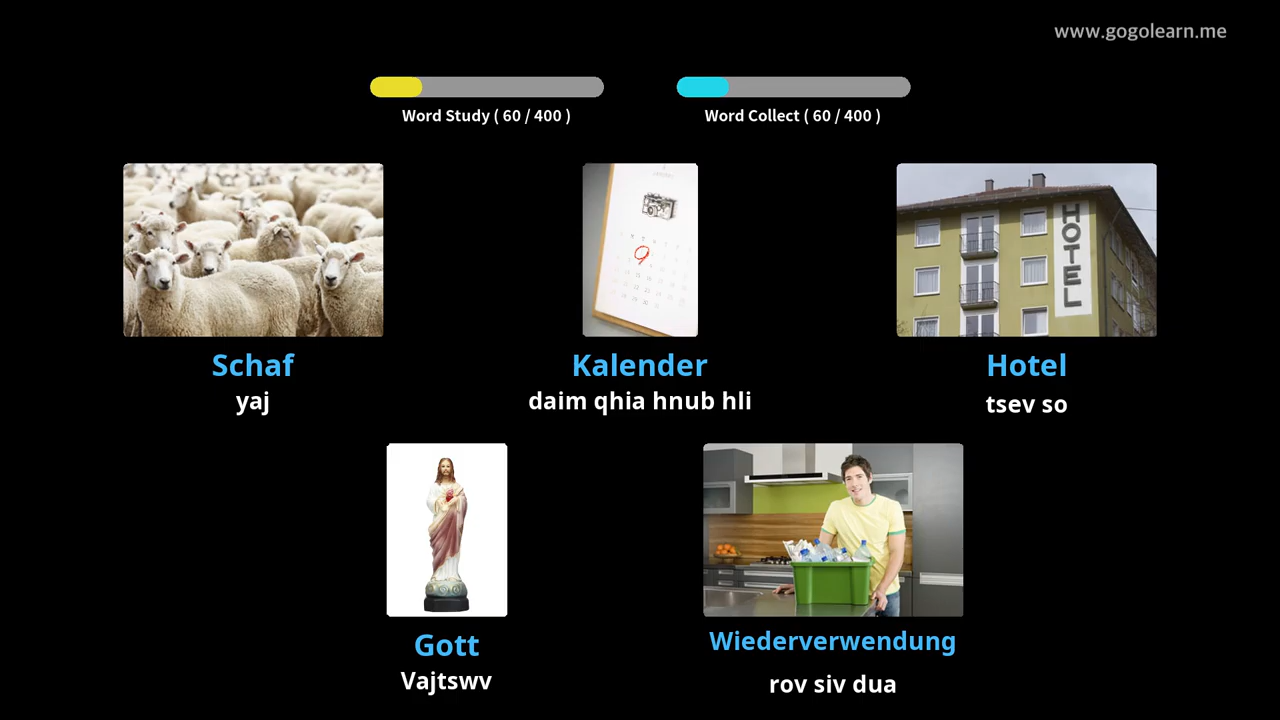 www.gogolearn.me
Word Study ( 60 / 400 )
Word Collect ( 60 / 400 )
HOTEL
9
Schaf
Kalender
Hotel
yaj
daim qhia hnub hli
tsev so
Gott
Wiederverwendung
Vajtswv
rov siv dua